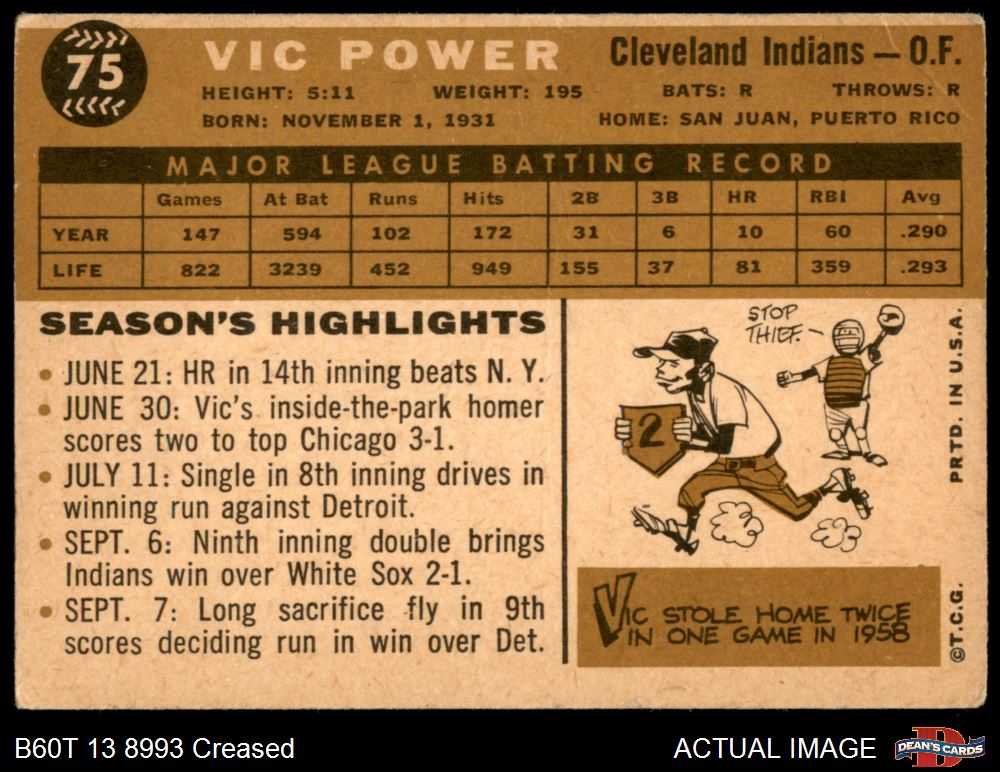 75
VIC POWER
Cleveland Indians — O.F.
HEIGHT: 5:11 WEIGHT: 195 BATS: R THROWS: R
BORN: NOVEMBER 1, 1931 HOME: SAN JUAN, PUERTO RICO
MAJOR LEAGUE BATTING RECORD
Games At Bat Runs Hits 2B 3B HR RBI Avg
YEAR 147 594 102 172 31 6 10 60 .290
LIFE 822 3239 452 949 155 37 81 359 .293
SEASON'S HIGHLIGHTS
• JUNE 21: HR in 14th inning beats N. Y.
• JUNE 30: Vic's inside-the-park homer
scores two to top Chicago 3-1.
• JULY 11: Single in 8th inning drives in
winning run against Detroit.
• SEPT. 6: Ninth inning double brings
Indians win over White Sox 2-1.
• SEPT. 7: Long sacrifice fly in 9th
scores deciding run in win over Det.
STOP
THIEF.
2
VIC STOLE HOME TWICE
IN ONE GAME IN 1958
PRTD. IN U.S.A.
©T.C.G.
B60T 13 8993 Creased
ACTUAL IMAGE
DEAN'S CARDS